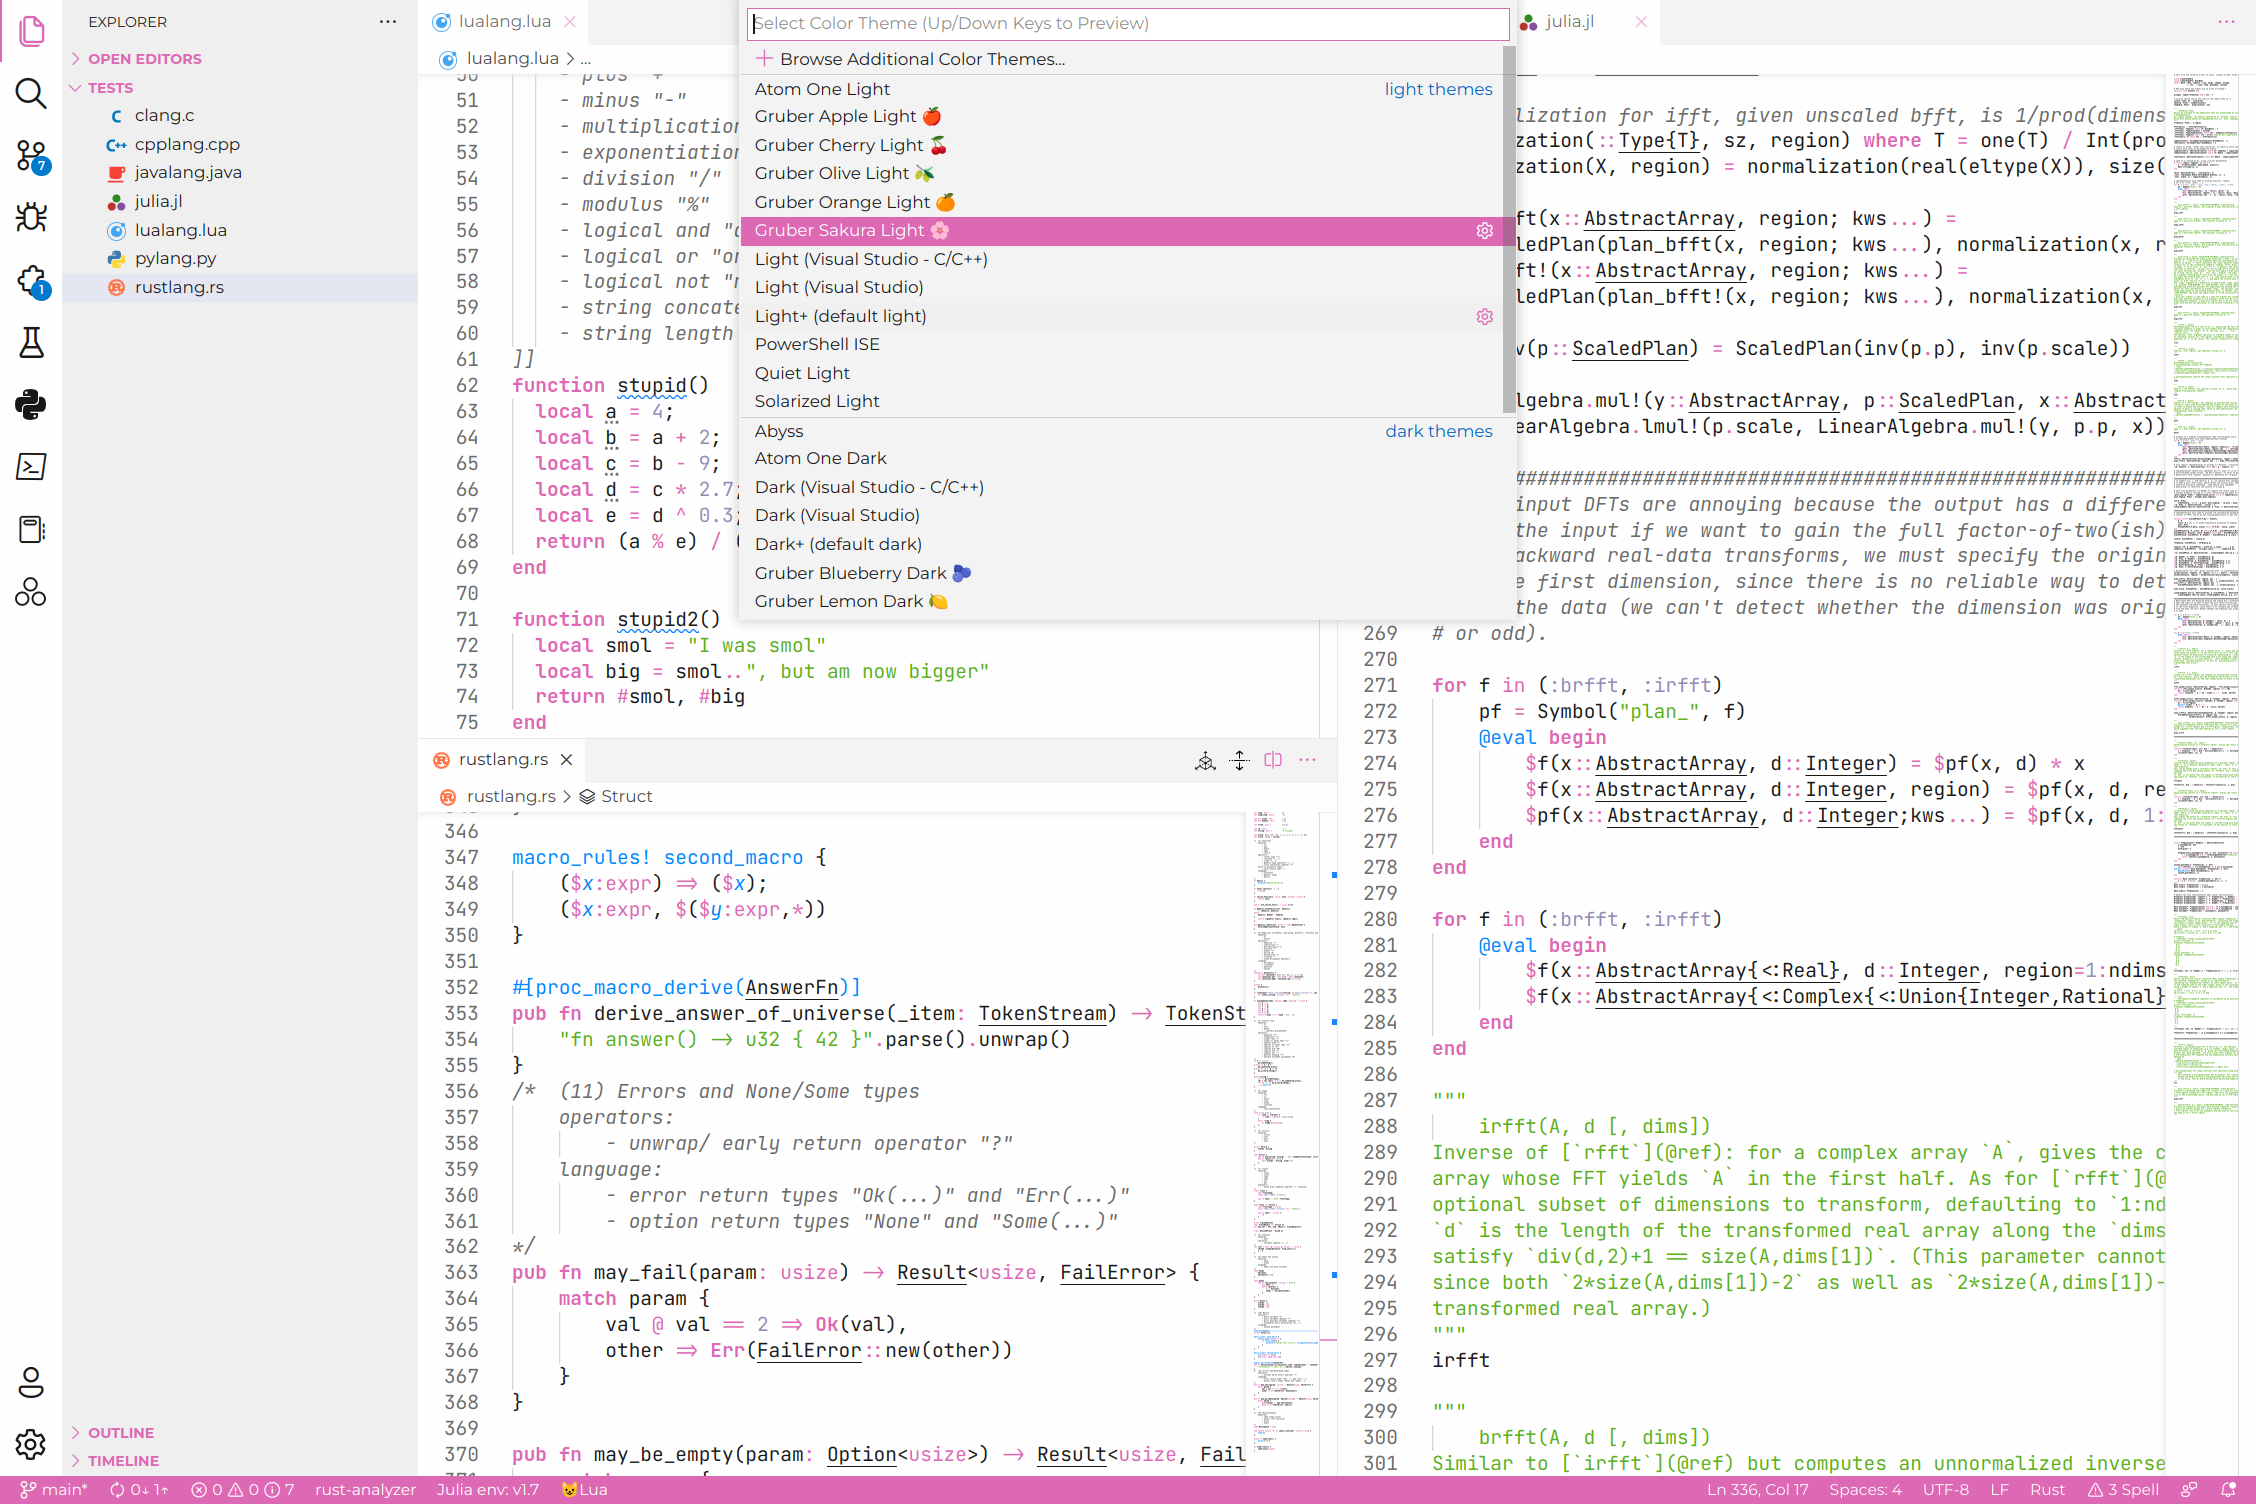 EXPLORER
OPEN EDITORS
TESTS
clang.c
cpplang.cpp
javalang.java
julia.jl
lualang.lua
pylang.py
rustlang.rs
OUTLINE
TIMELINE
7
1
lualang.lua
lualang.lua > ...
51 - minus "-"
52 - multiplication
53 - exponentiation
54 - division "/"
55 - modulus "%"
56 - logical and "
57 - logical or "
58 - logical not "
59 - string
60 - string length
61 ]]
62 function stupid()
63 local a = 4;
64 local b = a + 2;
65 local c = b - 9;
66 local d = c * 2.7;
67 local e = d ^ 0.3;
68 return (a % e) / (
69 end
70
71 function stupid2()
72 local smol = "I was smol"
73 local big = smol..", but am now bigger"
74 return #smol, #big
75 end
Select Color Theme (Up/Down Keys to Preview)
Browse Additional Color Themes...
Atom One Light light themes
Gruber Apple Light 🍎
Gruber Cherry Light 🍒
Gruber Olive Light 🫒
Gruber Orange Light 🍊
Gruber Sakura Light 🌸
Light (Visual Studio - C/C++)
Light (Visual Studio)
Light+ (default light)
PowerShell ISE
Quiet Light
Solarized Light
Abyss dark themes
Atom One Dark
Dark (Visual Studio - C/C++)
Dark (Visual Studio)
Dark+ (default dark)
Gruber Blueberry Dark 🫐
Gruber Lemon Dark 🍋
rustlang.rs
rustlang.rs > Struct
346
347 macro_rules! second_macro {
348 ($x:expr) => ($x);
349 ($x:expr, $($y:expr,*))
350 }
351
352 #[proc_macro_derive(AnswerFn)]
353 pub fn derive_answer_of_universe(_item: TokenStream) -> TokenSt
354 "fn answer() -> u32 { 42 }".parse().unwrap()
355 }
356 /* (11) Errors and None/Some types
357 operators:
358 - unwrap/ early return operator "?"
359 language:
360 - error return types "Ok(...)" and "Err(...)"
361 - option return types "None" and "Some(...)"
362 */
363 pub fn may_fail(param: usize) -> Result<usize, FailError> {
364 match param {
365 val @ val == 2 => Ok(val),
366 other => Err(FailError::new(other))
367 }
368 }
369
370 pub fn may_be_empty(param: Option<usize>) -> Result<usize, Fail
julia.jl
lization for ifft, given unscaled bfft, is 1/prod(dimens
zation(::Type{T}, sz, region) where T = one(T) / Int(pro
zation(X, region) = normalization(real(eltype(X)), size(
ft(x::AbstractArray, region; kws...) =
ledPlan(plan_bfft(x, region; kws...), normalization(x, r
ft!(x::AbstractArray, region; kws...) =
ledPlan(plan_bfft!(x, region; kws...), normalization(x,
v(p::ScaledPlan) = ScaledPlan(inv(p.p), inv(p.scale))
lgebra.mul!(y::AbstractArray, p::ScaledPlan, x::Abstract
earAlgebra.lmul!(p.scale, LinearAlgebra.mul!(y, p.p, x))
########################################################
input DFTs are annoying because the output has a differe
the input if we want to gain the full factor-of-two(ish)
ackward real-data transforms, we must specify the origin
e first dimension, since there is no reliable way to det
the data (we can't detect whether the dimension was orig
269 # or odd).
270
271 for f in (:brfft, :irfft)
272 pf = Symbol("plan_", f)
273 @eval begin
274 $f(x::AbstractArray, d::Integer) = $pf(x, d) * x
275 $f(x::AbstractArray, d::Integer, region) = $pf(x, d, re
276 $pf(x::AbstractArray, d::Integer;kws...) = $pf(x, d, 1:
277 end
278 end
279
280 for f in (:brfft, :irfft)
281 @eval begin
282 $f(x::AbstractArray{<:Real}, d::Integer, region=1:ndims
283 $f(x::AbstractArray{<:Complex{<:Union{Integer,Rational}
284 end
285 end
286
287 """
288 irfft(A, d [, dims])
289 Inverse of [`rfft`](@ref): for a complex array `A`, gives the c
290 array whose FFT yields `A` in the first half. As for [`rfft`](@
291 optional subset of dimensions to transform, defaulting to `1:nd
292 `d` is the length of the transformed real array along the `dims
293 satisfy `div(d,2)+1 == size(A,dims[1])`. (This parameter cannot
294 since both `2*size(A,dims[1])-2` as well as `2*size(A,dims[1])-
295 transformed real array.)
296 """
297 irfft
298
299 """
300 brfft(A, d [, dims])
301 Similar to [`irfft`](@ref) but computes an unnormalized inverse
main* 0↓ 1↑ 0 0 7 rust-analyzer Julia env: v1.7 😺Lua Ln 336, Col 17 Spaces: 4 UTF-8 LF Rust 3 Spell